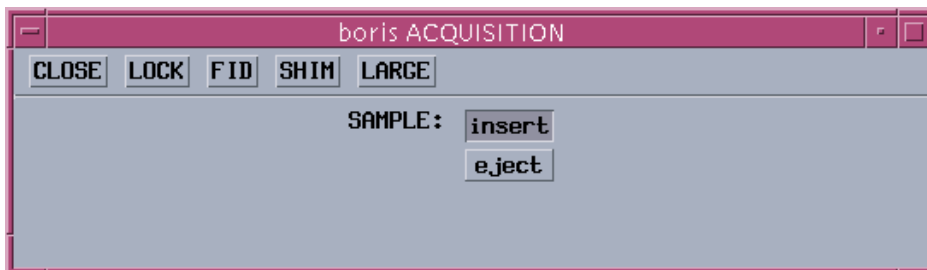 boris ACQUISITION
CLOSE LOCK FID SHIM LARGE
SAMPLE: insert
eject